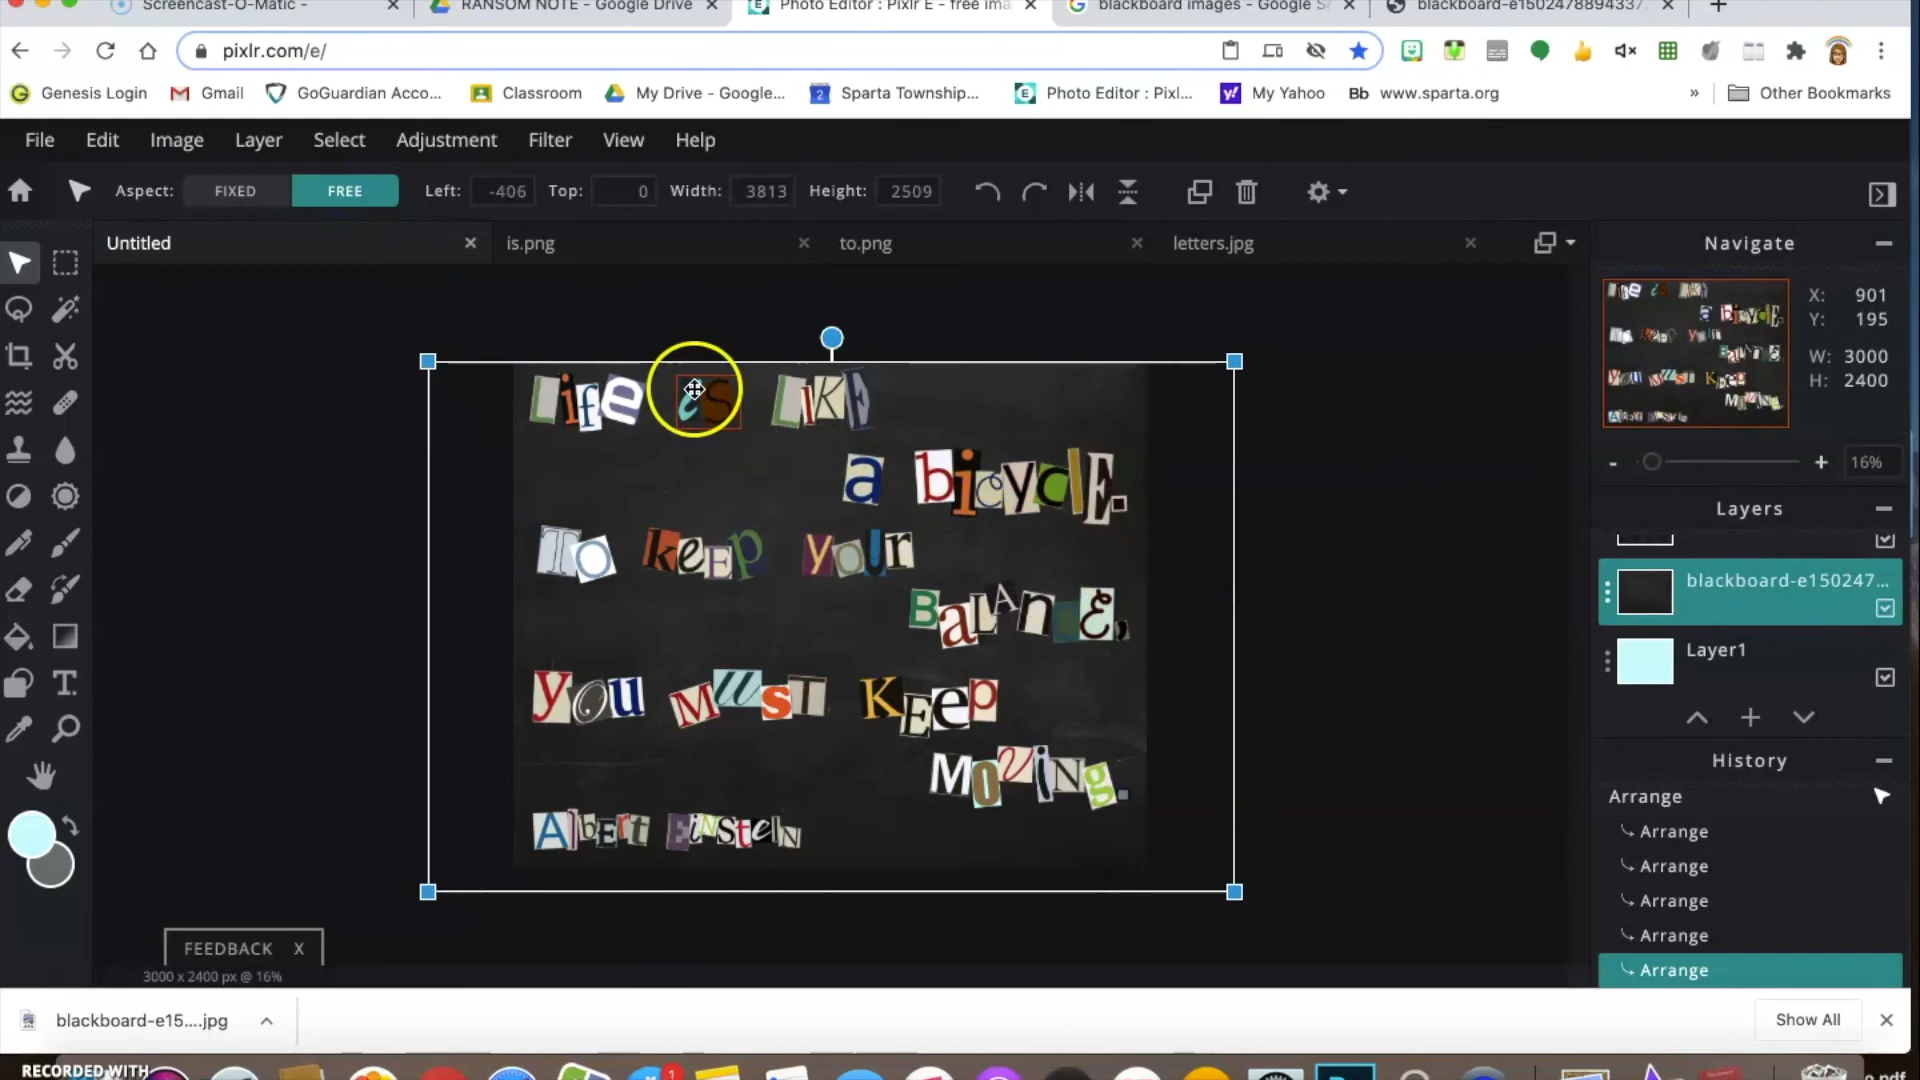 Screencast-O-Matic -
RANSOM NOTE - Google Drive
Photo Editor : Pixlr E - free ima
blackboard images - Google Se
blackboard-e1502478894337.
pixlr.com/e/
Genesis Login
Gmail
GoGuardian Acco...
Classroom
My Drive - Google...
2 Sparta Township...
Photo Editor : Pixl...
My Yahoo
Bb www.sparta.org
»
Other Bookmarks
File Edit Image Layer Select Adjustment Filter View Help
Aspect: FIXED FREE Left: -406 Top: 0 Width: 3813 Height: 2509
Untitled
is.png
to.png
letters.jpg
Navigate
X: 901
Y: 195
W: 3000
H: 2400
- + 16%
Layers
blackboard-e150247...
Layer1
History
Arrange
Arrange
Arrange
Arrange
Arrange
Arrange
Life is LIKE
a bicyclE.
To keEp your
BaLAncE,
you MusT KEep
MOViNg.
AlbErt EiNSteIN
FEEDBACK X
3000 x 2400 px @ 16%
blackboard-e15....jpg
Show All
RECORDED WITH
1